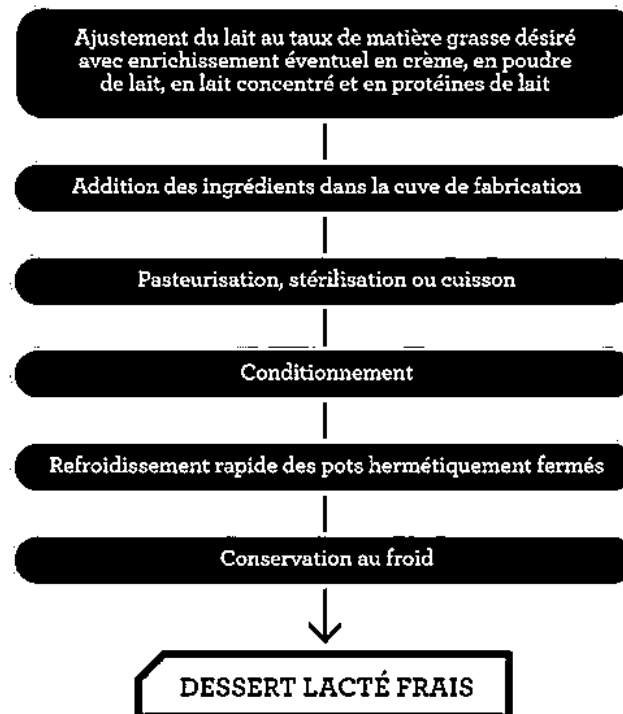 Ajustement du lait au taux de matière grasse désiré
avec enrichissement éventuel en crème, en poudre
de lait, en lait concentré et en protéines de lait
Addition des ingrédients dans la cuve de fabrication
Pasteurisation, stérilisation ou cuisson
Conditionnement
Refroidissement rapide des pots hermétiquement fermés
Conservation au froid
DESSERT LACTÉ FRAIS